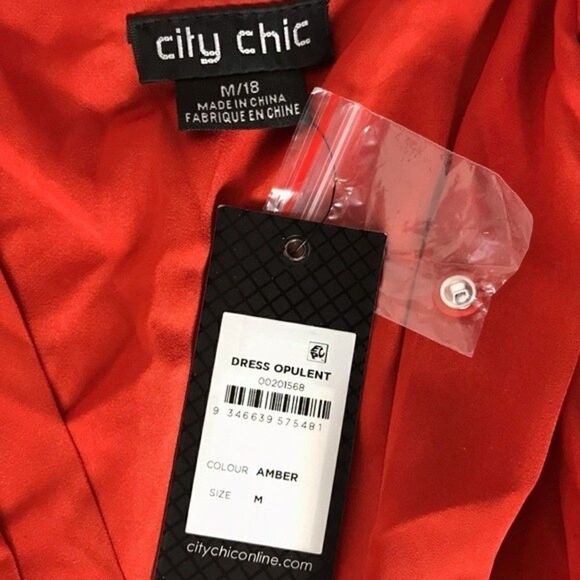 city chic
M/18
MADE IN CHINA
FABRIQUE EN CHINE
DRESS OPULENT
00201568
9 346639 575481
COLOUR AMBER
SIZE M
citychiconline.com